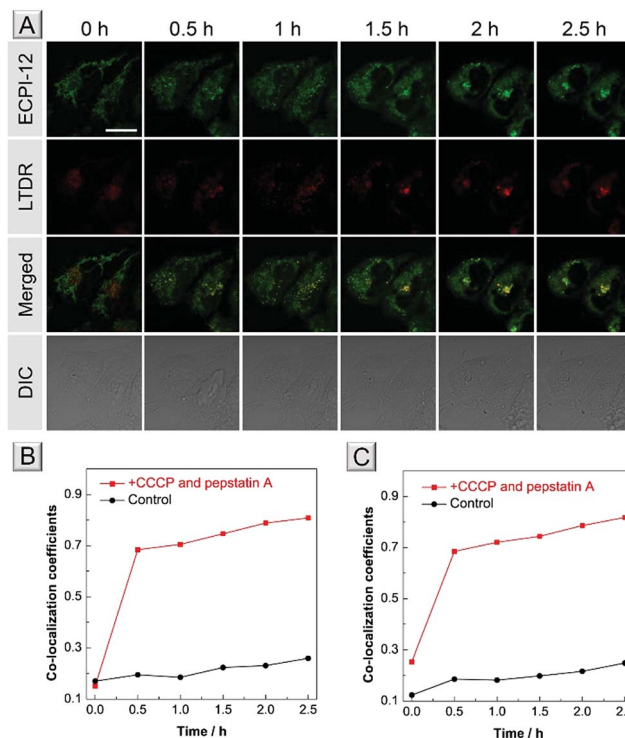 A
0 h 0.5 h 1 h 1.5 h 2 h 2.5 h
ECPI-12
LTDR
Merged
DIC
B
+CCCP and pepstatin A
Control
0.9
0.7
0.5
0.3
0.1
Co-localization coefficients
0.0 0.5 1.0 1.5 2.0 2.5
Time / h
C
+CCCP and pepstatin A
Control
0.9
0.7
0.5
0.3
0.1
Co-localization coefficients
0.0 0.5 1.0 1.5 2.0
Time / h